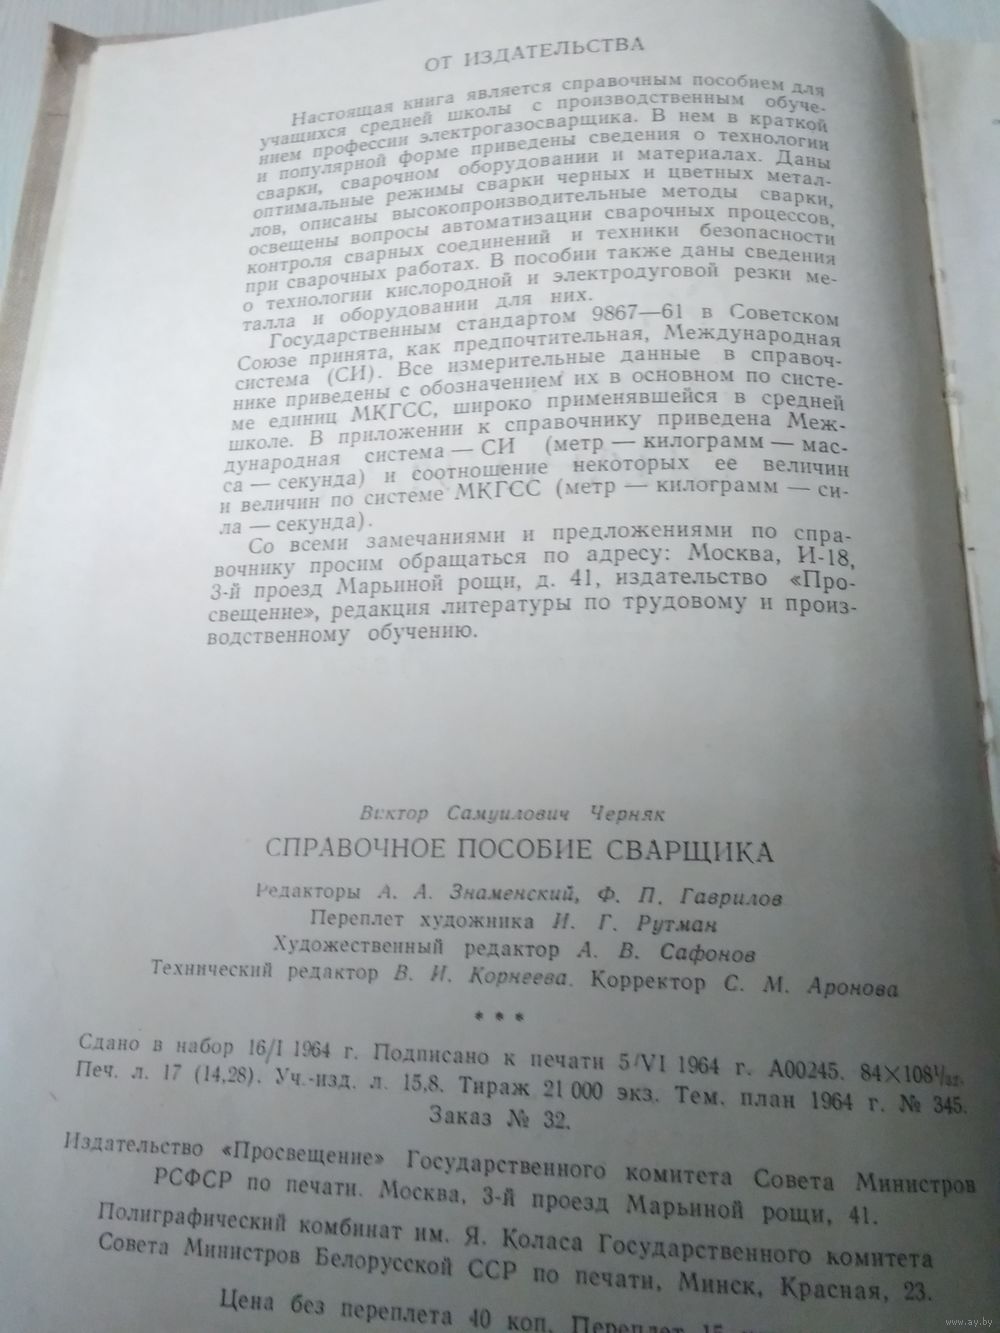 ОТ ИЗДАТЕЛЬСТВА
Настоящая книга является справочным пособием для
учащихся средней школы с производственным обуче-
нием профессии электрогазосварщика. В нем в краткой
и популярной форме приведены сведения о технологии
сварки, сварочном оборудовании и материалах. Даны
оптимальные режимы сварки черных и цветных метал-
лов, описаны высокопроизводительные методы сварки,
освещены вопросы автоматизации сварочных процессов,
контроля сварных соединений и техники безопасности
при сварочных работах. В пособии также даны сведения
о технологии кислородной и электродуговой резки ме-
талла и оборудовании для них.
Государственным стандартом 9867—61 в Советском
Союзе принята, как предпочтительная, Международная
система (СИ). Все измерительные данные в справоч-
нике приведены с обозначением их в основном по систе-
ме единиц МКГСС, широко применявшейся в средней
школе. В приложении к справочнику приведена Меж-
дународная система — СИ (метр — килограмм — мас-
са — секунда) и соотношение некоторых ее величин
и величин по системе МКГСС (метр — килограмм — си-
ла — секунда).
Со всеми замечаниями и предложениями по спра-
вочнику просим обращаться по адресу: Москва, И-18,
3-й проезд Марьиной рощи, д. 41, издательство «Про-
свещение», редакция литературы по трудовому и произ-
водственному обучению.
Виктор Самуилович Черняк
СПРАВОЧНОЕ ПОСОБИЕ СВАРЩИКА
Редакторы А. А. Знаменский, Ф. П. Гаврилов
Переплет художника И. Г. Рутман
Художественный редактор А. В. Сафонов
Технический редактор В. И. Корнеева. Корректор С. М. Аронова
* * *
Сдано в набор 16/I 1964 г. Подписано к печати 5/VI 1964 г. А00245. 84×108 1/32.
Печ. л. 17 (14,28). Уч.-изд. л. 15,8. Тираж 21 000 экз. Тем. план 1964 г. № 345.
Заказ № 32.
Издательство «Просвещение» Государственного комитета Совета Министров
РСФСР по печати. Москва, 3-й проезд Марьиной рощи, 41.
Полиграфический комбинат им. Я. Коласа Государственного комитета
Совета Министров Белорусской ССР по печати, Минск, Красная, 23.
Цена без переплета 40 коп. Переплет 15
www.ay.by